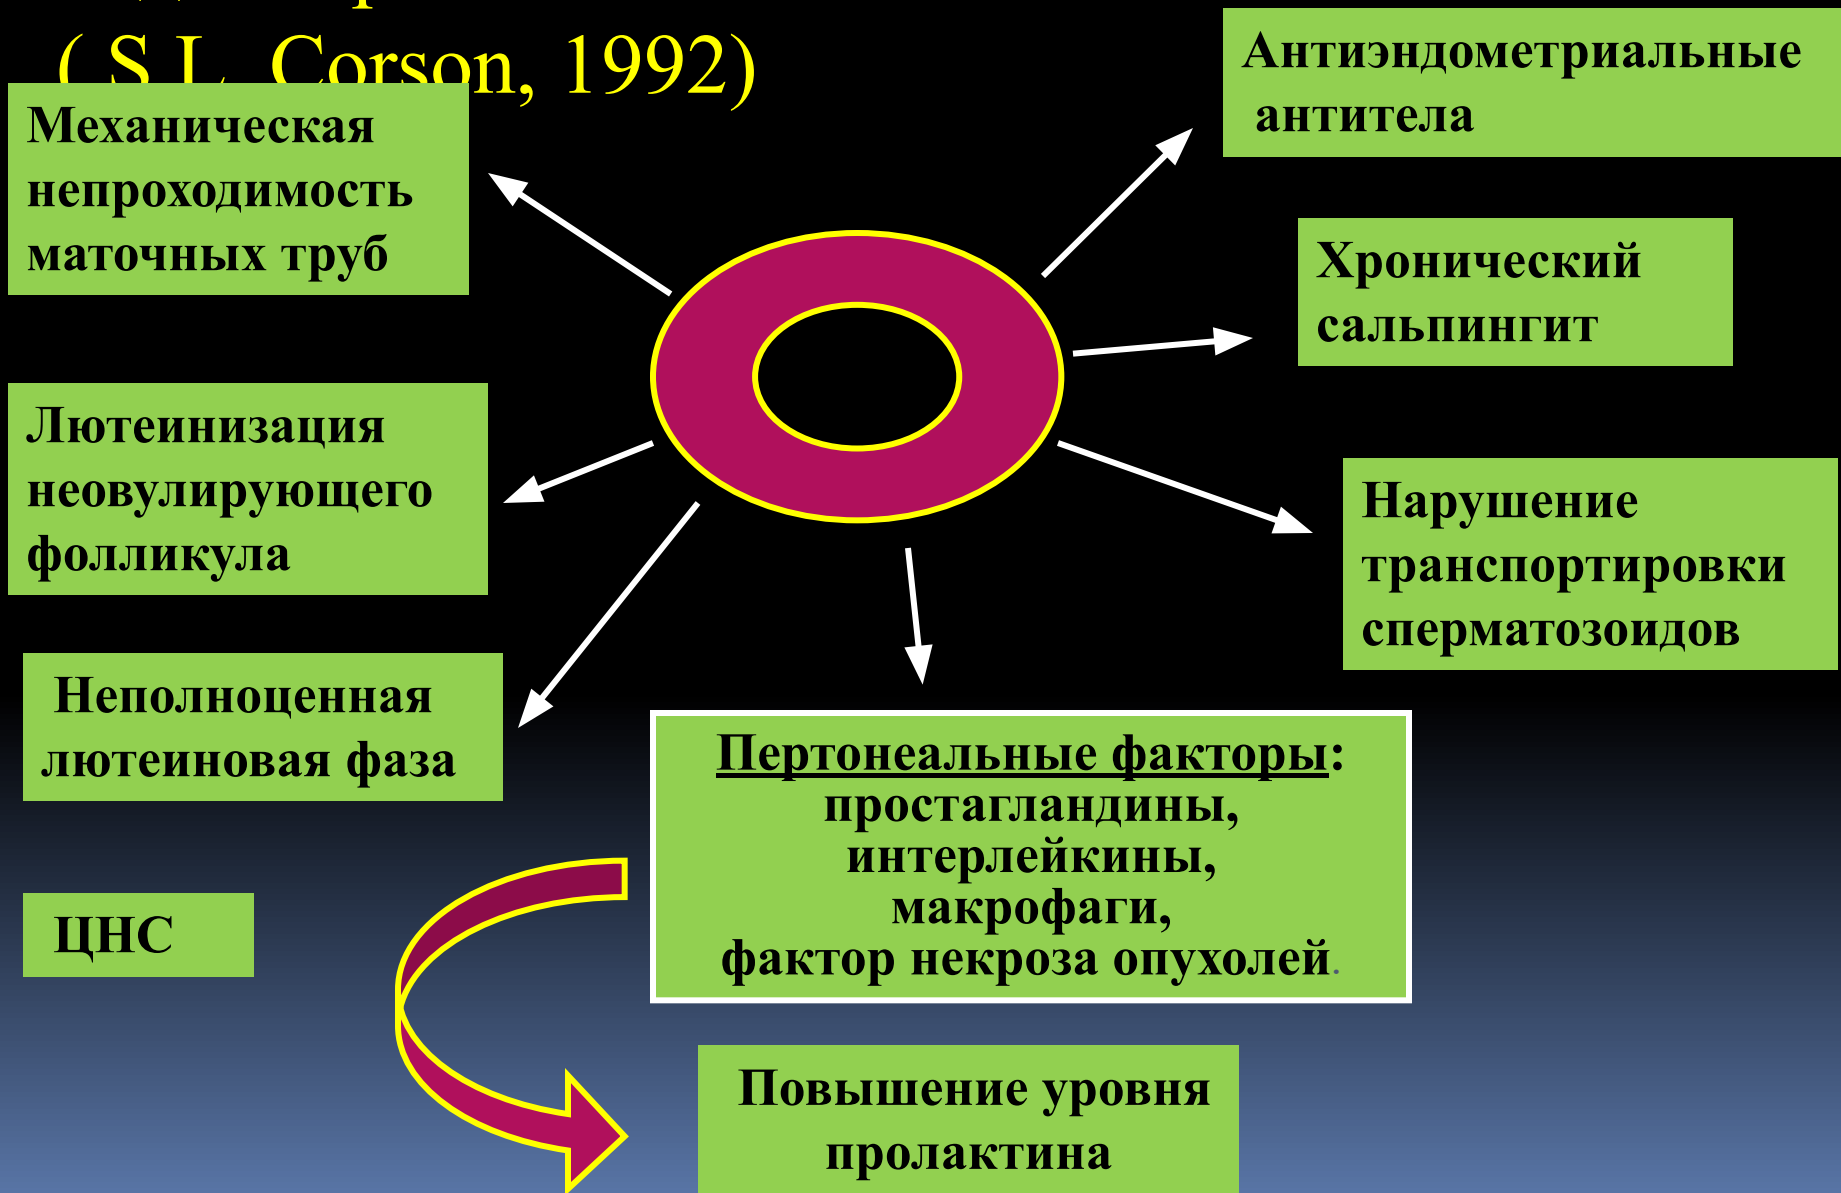 ( S.L. Corson, 1992)
Антиэндометриальные
антитела
Механическая
непроходимость
маточных труб
Хронический
сальпингит
Лютеинизация
неовулирующего
фолликула
Нарушение
транспортировки
сперматозоидов
Неполноценная
лютеиновая фаза
Пертонеальные факторы:
простагландины,
интерлейкины,
макрофаги,
фактор некроза опухолей.
ЦНС
Повышение уровня
пролактина